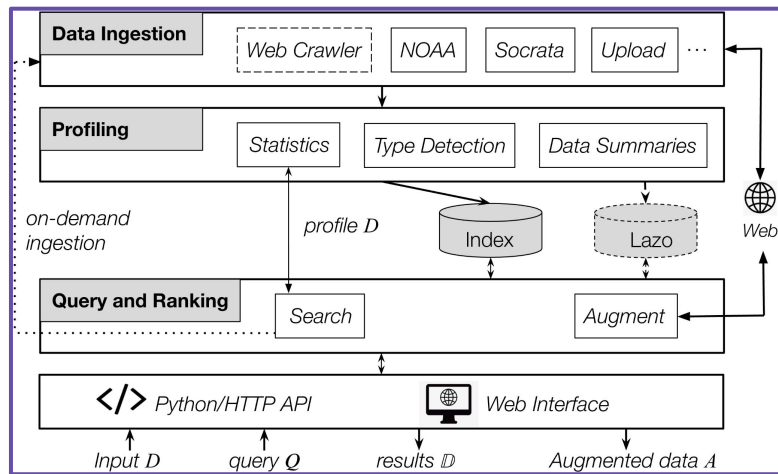 Data Ingestion
Web Crawler
NOAA
Socrata
Upload
...
Profiling
Statistics
Type Detection
Data Summaries
on-demand
ingestion
profile D
Index
Lazo
Web
Query and Ranking
Search
Augment
</> Python/HTTP API
Web Interface
Input D
query Q
results 𝔻
Augmented data A